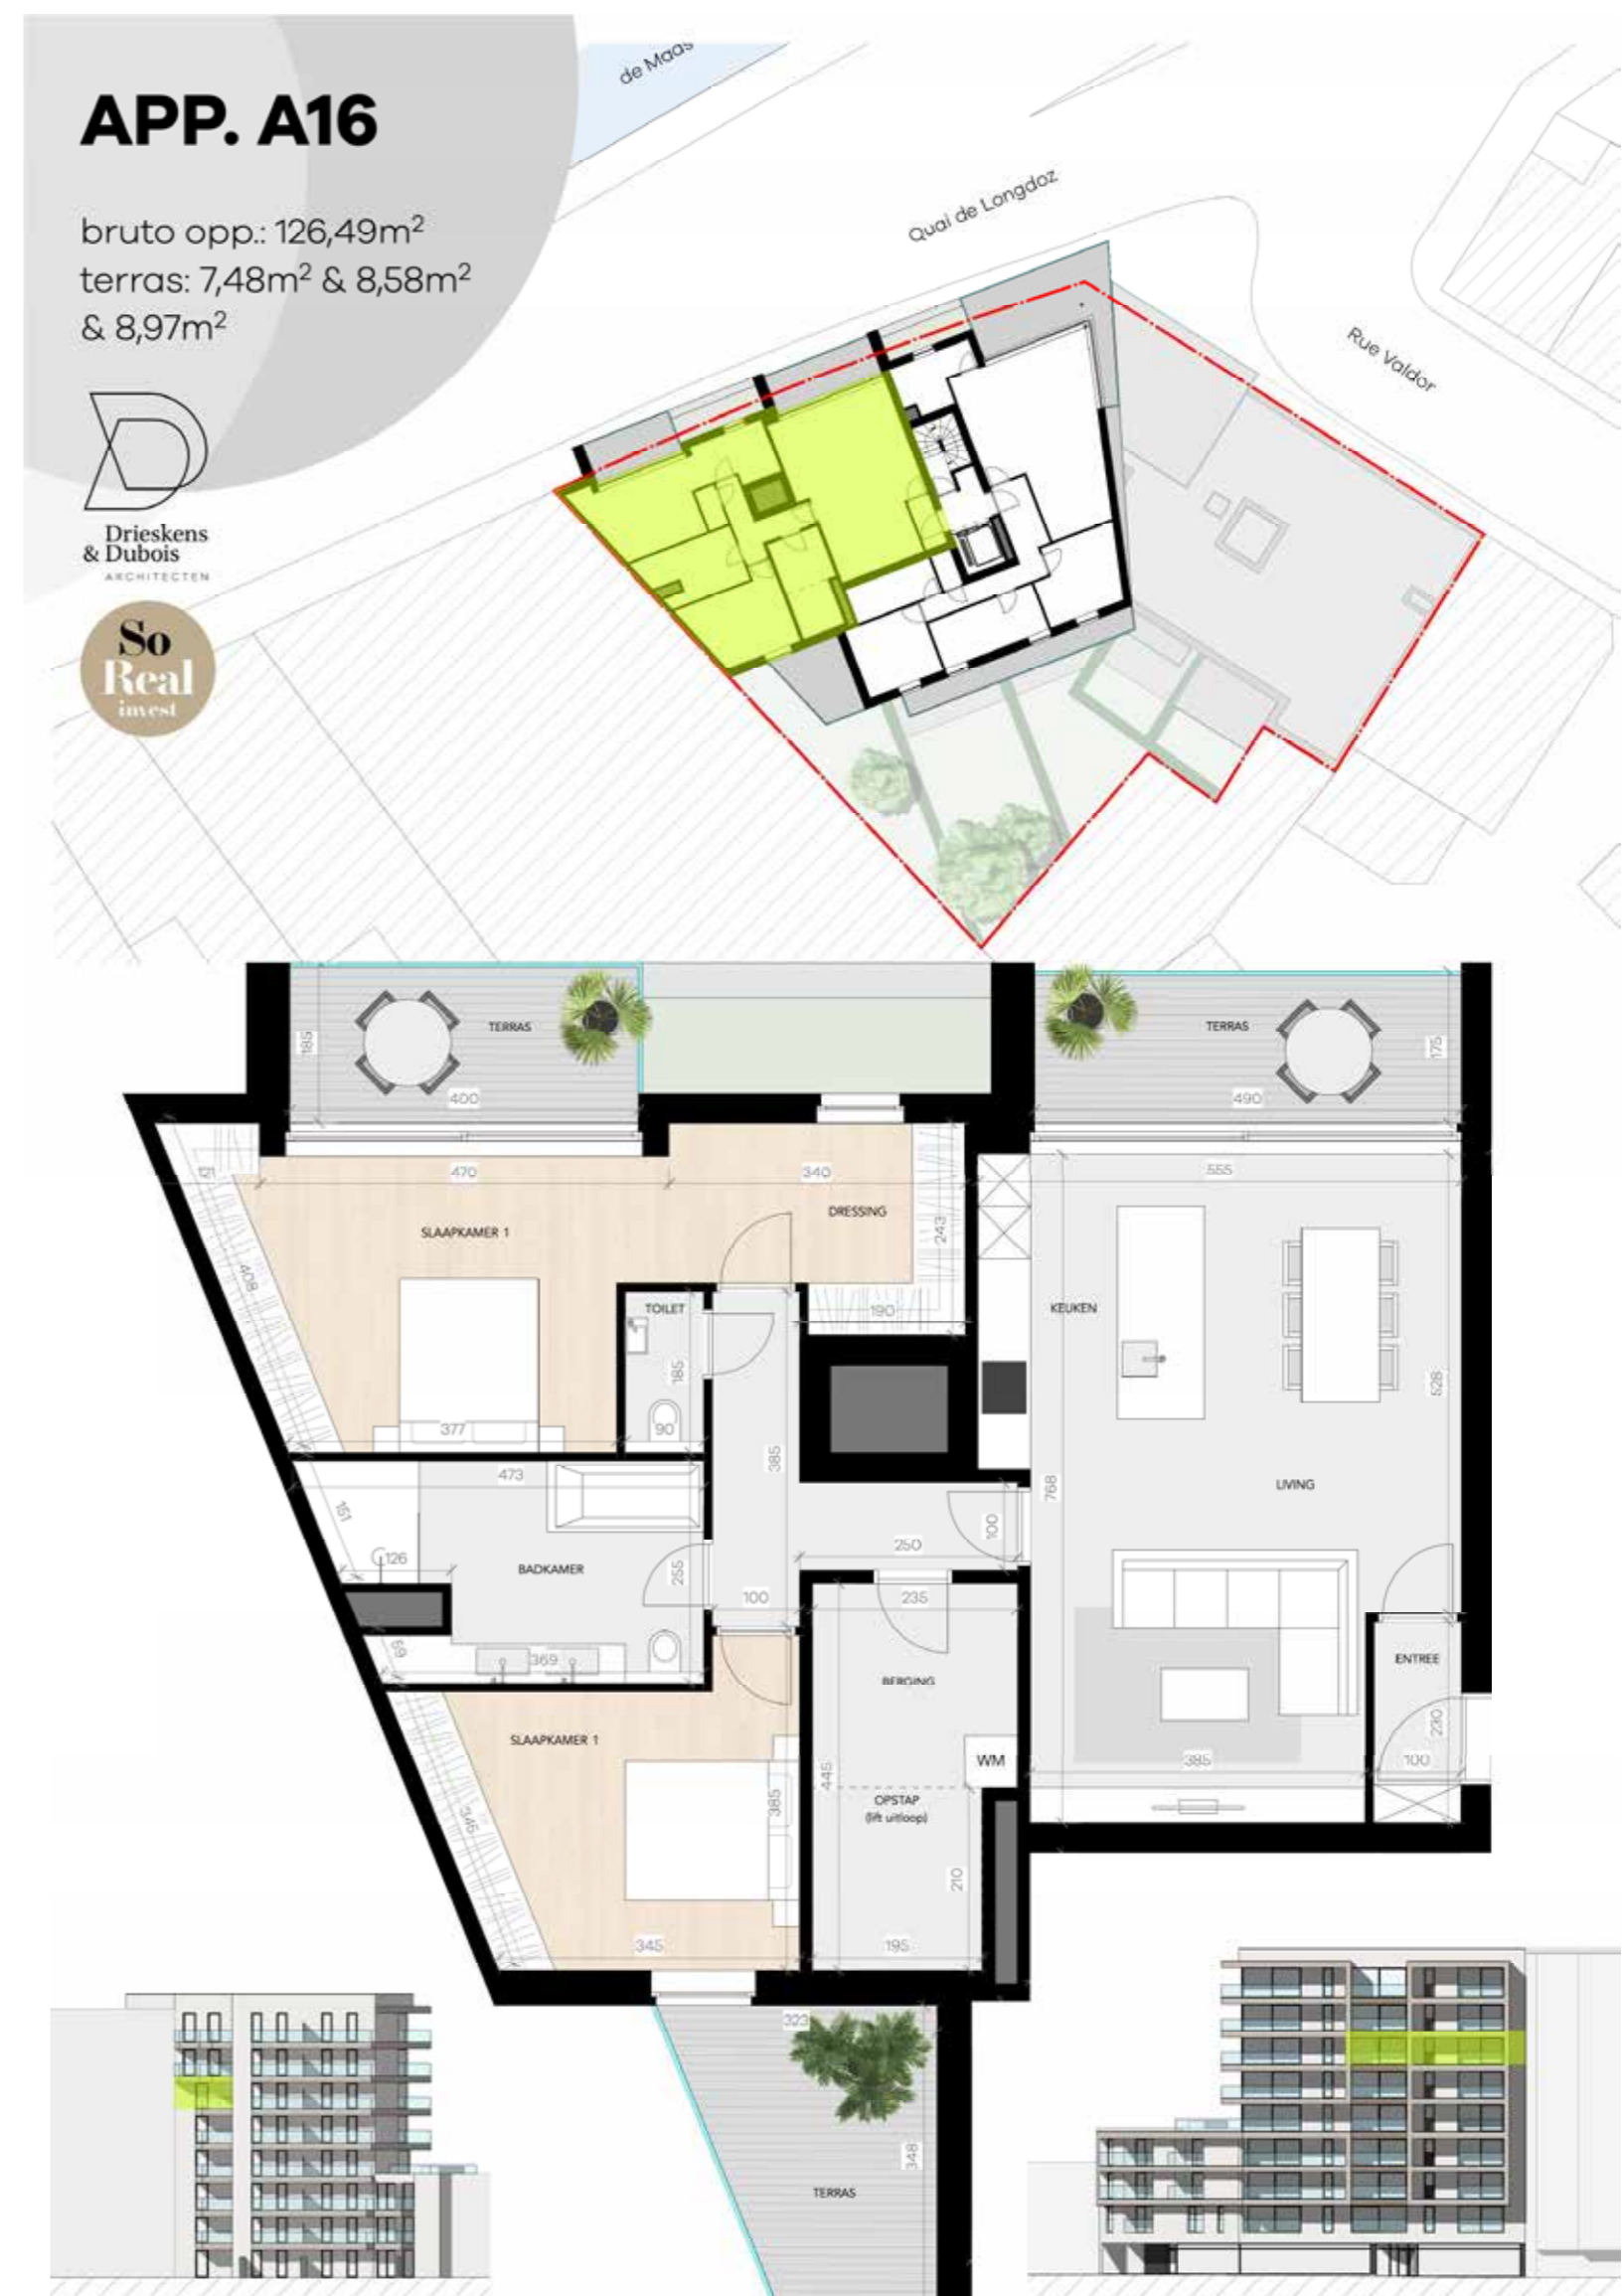 de Maas
APP. A16
bruto opp.: 126,49m²
terras: 7,48m² & 8,58m²
& 8,97m²
Quai de Longdoz
Rue Valdor
Drieskens
& Dubois
ARCHITECTEN
So
Real
invest
TERRAS
TERRAS
185
175
400
490
121
470
340
555
DRESSING
SLAAPKAMER 1
243
408
TOILET
190
KEUKEN
185
528
377
90
385
473
768
LIVING
151
100
126
250
BADKAMER
255
100
235
59
369
ENTREE
BERGING
230
SLAAPKAMER 1
WM
385
100
445
385
OPSTAP
(lift uitloop)
346
210
345
195
323
348
TERRAS